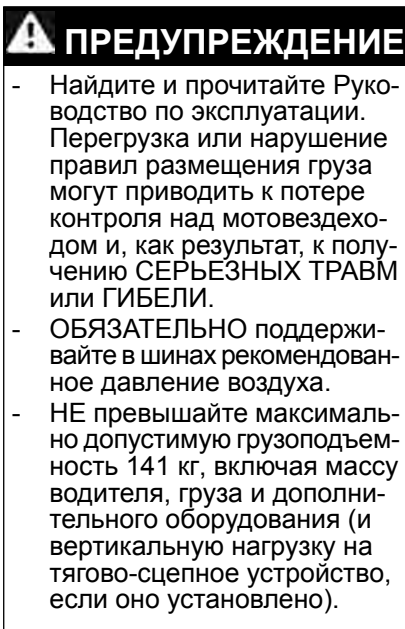 ПРЕДУПРЕЖДЕНИЕ
- Найдите и прочитайте Руко-
водство по эксплуатации.
Перегрузка или нарушение
правил размещения груза
могут приводить к потере
контроля над мотовездехо-
дом и, как результат, к полу-
чению СЕРЬЕЗНЫХ ТРАВМ
или ГИБЕЛИ.
- ОБЯЗАТЕЛЬНО поддержи-
вайте в шинах рекомендован-
ное давление воздуха.
- НЕ превышайте максималь-
но допустимую грузоподъем-
ность 141 кг, включая массу
водителя, груза и дополни-
тельного оборудования (и
вертикальную нагрузку на
тягово-сцепное устройство,
если оно установлено).